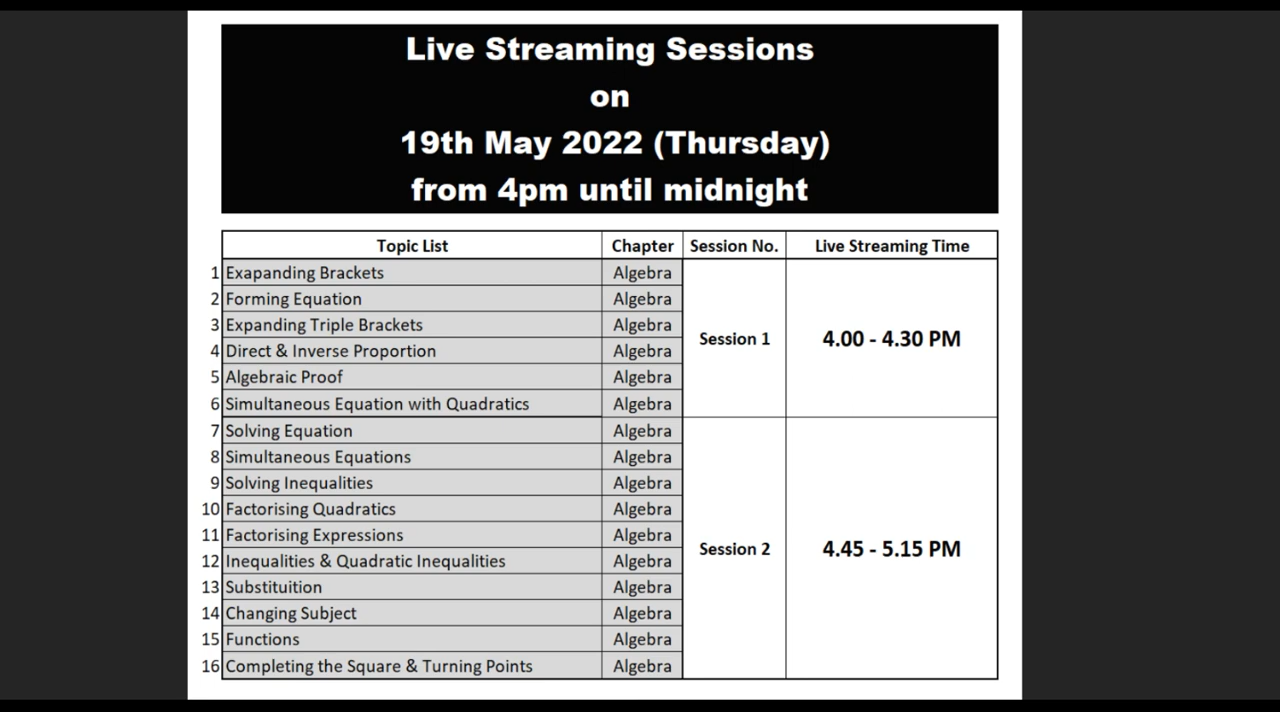 Live Streaming Sessions
on
19th May 2022 (Thursday)
from 4pm until midnight
Topic List Chapter Session No. Live Streaming Time
1 Exapanding Brackets Algebra
2 Forming Equation Algebra
3 Expanding Triple Brackets Algebra
Session 1 4.00 - 4.30 PM
4 Direct & Inverse Proportion Algebra
5 Algebraic Proof Algebra
6 Simultaneous Equation with Quadratics Algebra
7 Solving Equation Algebra
8 Simultaneous Equations Algebra
9 Solving Inequalities Algebra
10 Factorising Quadratics Algebra
11 Factorising Expressions Algebra
Session 2 4.45 - 5.15 PM
12 Inequalities & Quadratic Inequalities Algebra
13 Substituition Algebra
14 Changing Subject Algebra
15 Functions Algebra
16 Completing the Square & Turning Points Algebra